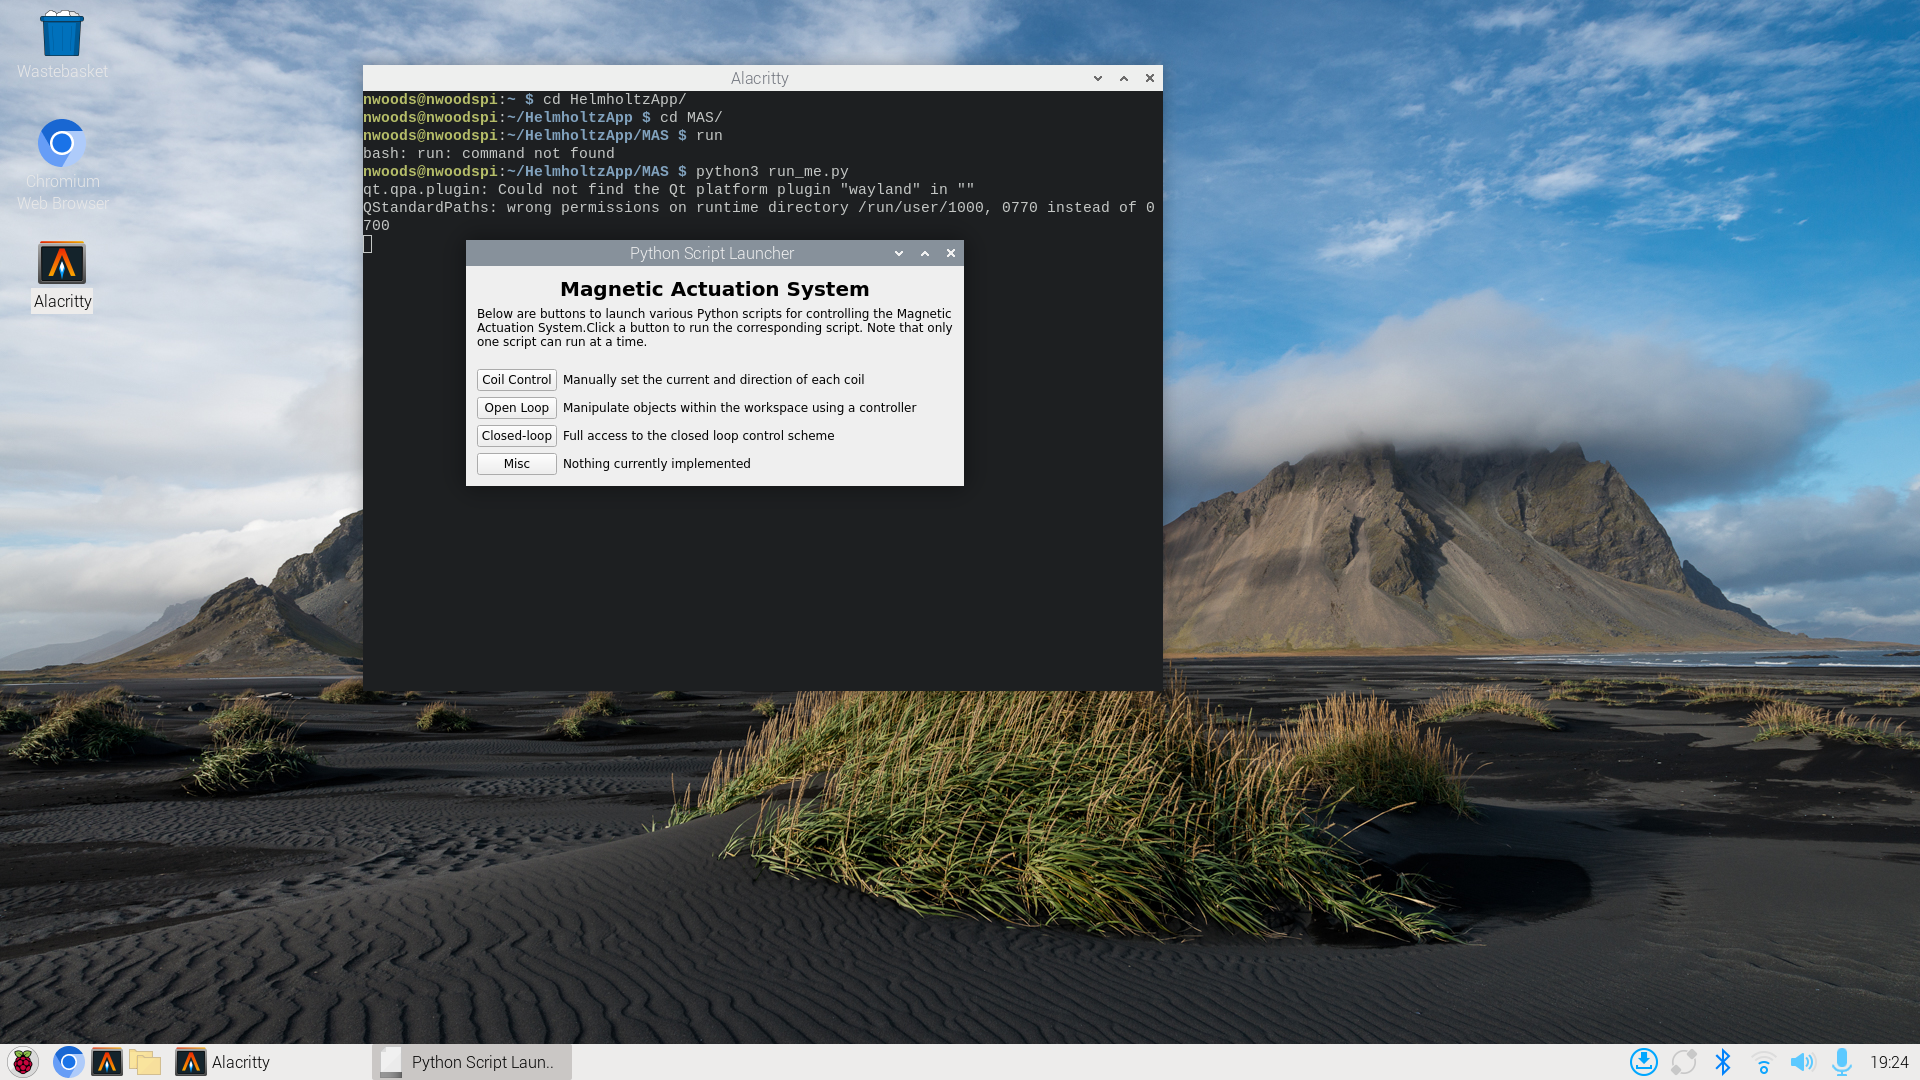 Wastebasket
Chromium
Web Browser
Alacritty
Alacritty
nwoods@nwoodspi:~ $ cd HelmholtzApp/
nwoods@nwoodspi:~/HelmholtzApp $ cd MAS/
nwoods@nwoodspi:~/HelmholtzApp/MAS $ run
bash: run: command not found
nwoods@nwoodspi:~/HelmholtzApp/MAS $ python3 run_me.py
qt.qpa.plugin: Could not find the Qt platform plugin "wayland" in ""
QStandardPaths: wrong permissions on runtime directory /run/user/1000, 0770 instead of 0
700
Python Script Launcher
Magnetic Actuation System
Below are buttons to launch various Python scripts for controlling the Magnetic
Actuation System.Click a button to run the corresponding script. Note that only
one script can run at a time.
Coil Control Manually set the current and direction of each coil
Open Loop Manipulate objects within the workspace using a controller
Closed-loop Full access to the closed loop control scheme
Misc Nothing currently implemented
Alacritty
Python Script Laun..
19:24